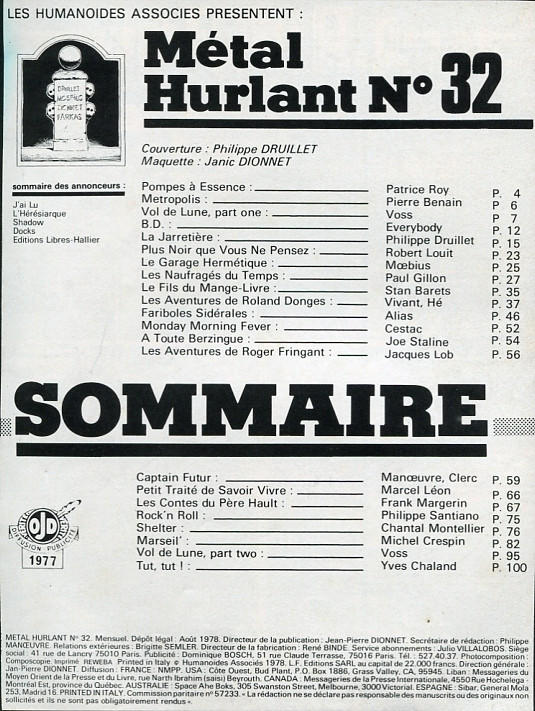 LES HUMANOIDES ASSOCIES PRESENTENT :
Métal
Hurlant N° 32
DRUILLET
MŒBIUS
DIONNET
FARKAS
Couverture : Philippe DRUILLET
Maquette : Janic DIONNET
sommaire des annonceurs :
J'ai Lu
L'Hérésiarque
Shadow
Docks
Editions Libres-Hallier
Pompes à Essence : Patrice Roy P. 4
Metropolis : Pierre Benain P. 6
Vol de Lune, part one : Voss P. 7
B.D. : Everybody P. 12
La Jarretière : Philippe Druillet P. 15
Plus Noir que Vous Ne Pensez : Robert Louit P. 23
Le Garage Hermétique : Mœbius P. 25
Les Naufragés du Temps : Paul Gillon P. 27
Le Fils du Mange-Livre : Stan Barets P. 35
Les Aventures de Roland Donges : Vivant, Hé P. 37
Fariboles Sidérales : Alias P. 46
Monday Morning Fever : Cestac P. 52
A Toute Berzingue : Joe Staline P. 54
Les Aventures de Roger Fringant : Jacques Lob P. 56
SOMMAIRE
Captain Futur : Manœuvre, Clerc P. 59
Petit Traité de Savoir Vivre : Marcel Léon P. 66
Les Contes du Père Hault : Frank Margerin P. 67
Rock'n Roll : Philippe Santiano P. 75
Shelter : Chantal Montellier P. 76
Marseil' : Michel Crespin P. 82
Vol de Lune, part two : Voss P. 95
Tut, tut ! : Yves Chaland P. 100
OJD
DIFFUSION PUBLICITE
1977
METAL HURLANT N° 32. Mensuel. Dépôt légal : Août 1978. Directeur de la publication : Jean-Pierre DIONNET. Secrétaire de rédaction : Philippe
MANŒUVRE. Relations extérieures : Brigitte SEMLER. Directeur de la fabrication : René BINDE. Service abonnements : Julio VILLALOBOS. Siège
social : 41 rue de Lancry 75010 Paris. Publicité : Dominique BOSCH, 51 rue Claude Terrasse, 75016 Paris. Tél. : 527.40.37. Photocomposition :
Composcopie. Imprimé REWEBA Printed in Italy © Humanoides Associés 1978. L.F. Editions SARL au capital de 22.000 francs. Direction générale :
Jan-Pierre DIONNET. Diffusion : FRANCE : NMPP. USA : Côte Ouest, Bud Plant, P.O. Box 1886, Grass Valley, CA, 95945. Liban : Messageries du
Moyen Orient de la Presse et du Livre, rue Narth Ibrahim (saisi) Beyrouth. CANADA : Messageries de la Presse Internationale, 4550 Rue Hochelega -
Montréal Est, province du Québec. AUSTRALIE : Space Ahe Boks, 305 Swanston Street, Melbourne, 3000 Victorial. ESPAGNE : Sibar, General Mola
253, Madrid 16. PRINTED IN ITALY. Commission paritaire n° 57233. « La rédaction ne se déclare pas responsable des manuscrits ou des originaux non
sollicités et ils ne sont pas obligatoirement rendus ».